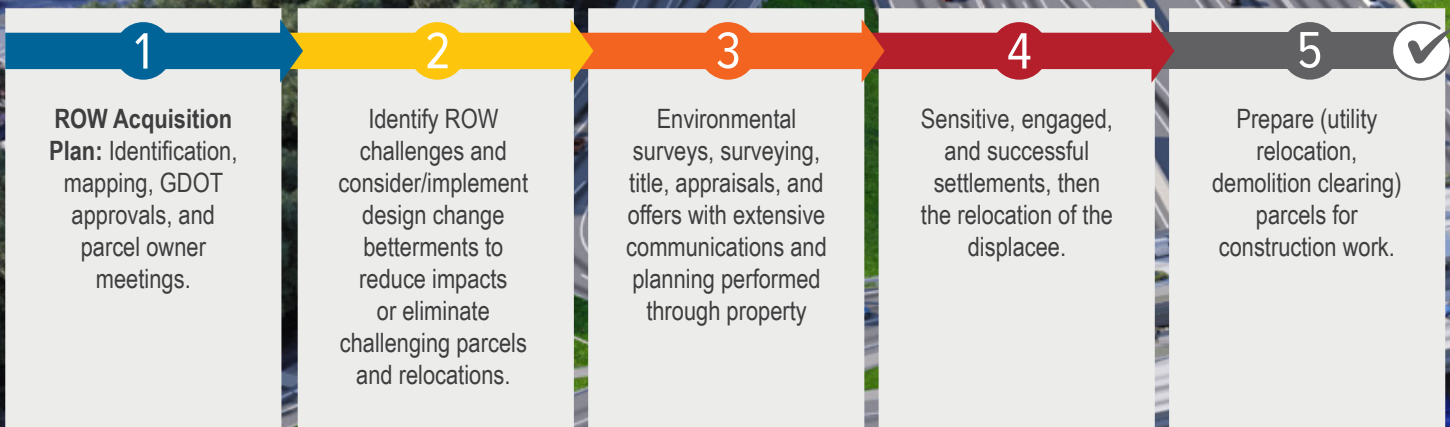 1
ROW Acquisition
Plan: Identification,
mapping, GDOT
approvals, and
parcel owner
meetings.
2
Identify ROW
challenges and
consider/implement
design change
betterments to
reduce impacts
or eliminate
challenging parcels
and relocations.
3
Environmental
surveys, surveying,
title, appraisals, and
offers with extensive
communications and
planning performed
through property
4
Sensitive, engaged,
and successful
settlements, then
the relocation of the
displacee.
5
Prepare (utility
relocation,
demolition clearing)
parcels for
construction work.